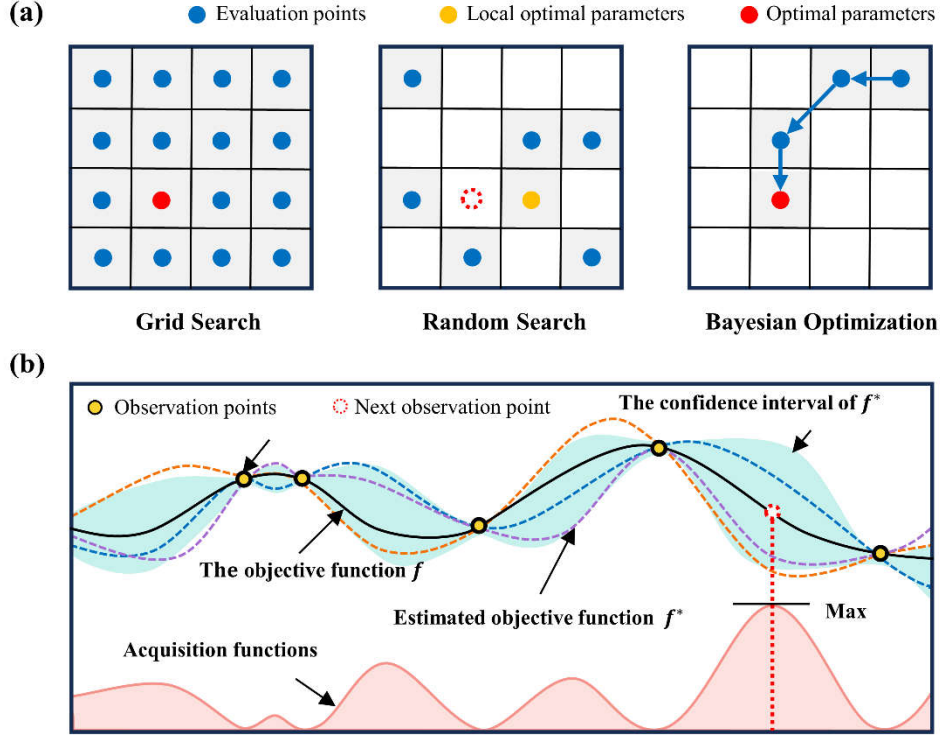 (a)
Evaluation points
Local optimal parameters
Optimal parameters
Grid Search
Random Search
Bayesian Optimization
(b)
Observation points
Next observation point
The confidence interval of f*
The objective function f
Estimated objective function f*
Max
Acquisition functions